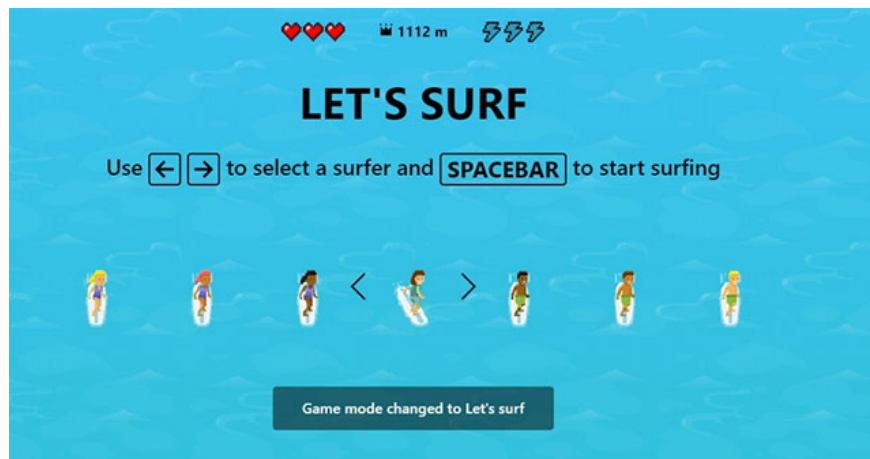 1112 m
LET'S SURF
Use ← → to select a surfer and SPACEBAR to start surfing
< >
Game mode changed to Let's surf